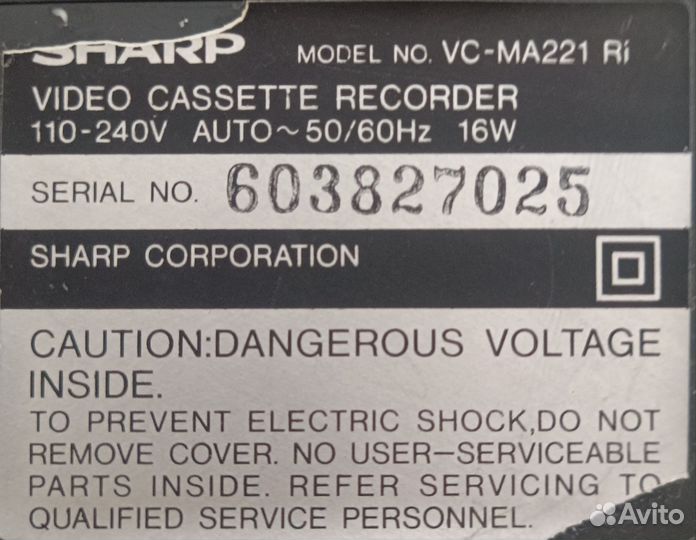 SHARP MODEL NO. VC-MA221 Ri
VIDEO CASSETTE RECORDER
110-240V AUTO~50/60Hz 16W
SERIAL NO. 603827025
SHARP CORPORATION
CAUTION:DANGEROUS VOLTAGE
INSIDE.
TO PREVENT ELECTRIC SHOCK,DO NOT
REMOVE COVER. NO USER-SERVICEABLE
PARTS INSIDE. REFER SERVICING TO
QUALIFIED SERVICE PERSONNEL.
Avito